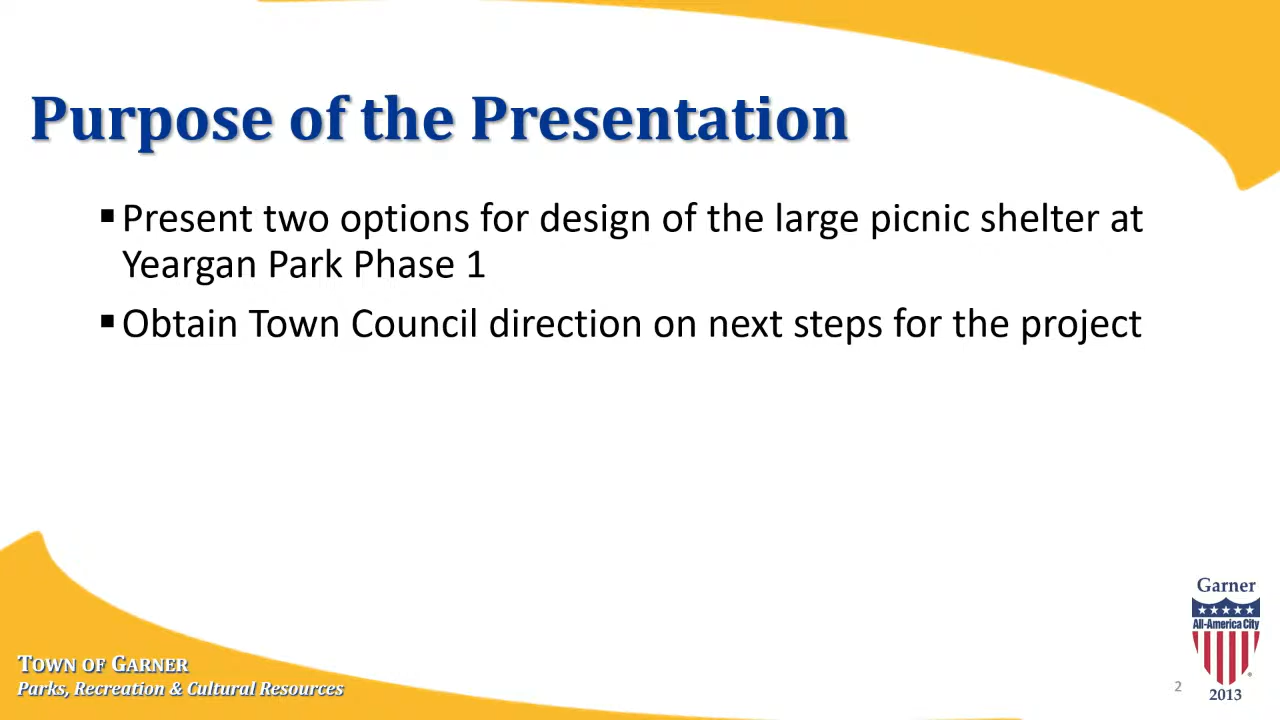 Purpose of the Presentation
▪ Present two options for design of the large picnic shelter at
Yeargan Park Phase 1
▪ Obtain Town Council direction on next steps for the project
Garner
All-America City
2013
TOWN OF GARNER
Parks, Recreation & Cultural Resources
2